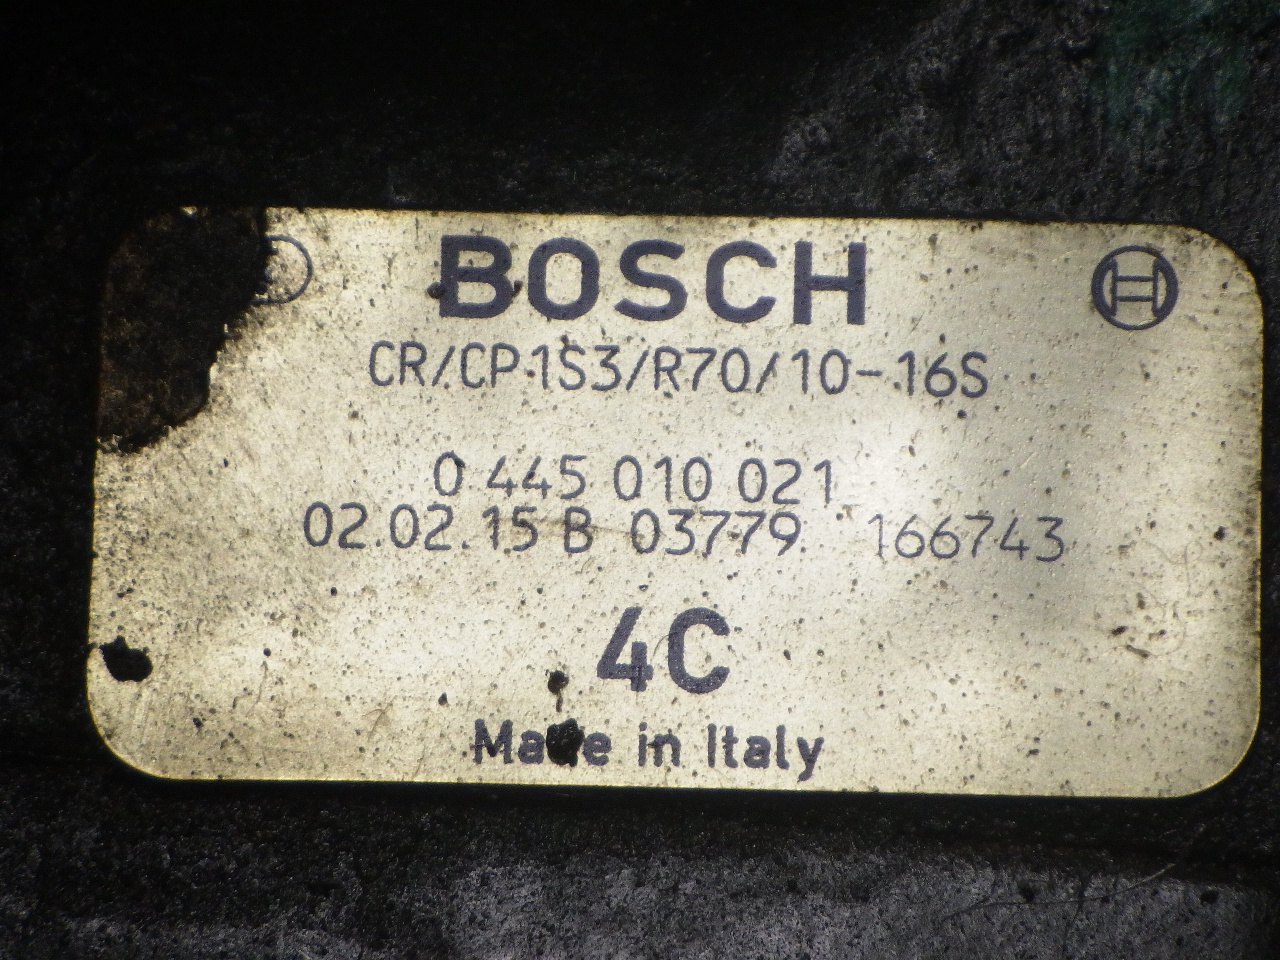 BOSCH
CR/CP1S3/R70/10-16S
0 445 010 021
02.02.15 B 03779 166743
4C
Made in Italy